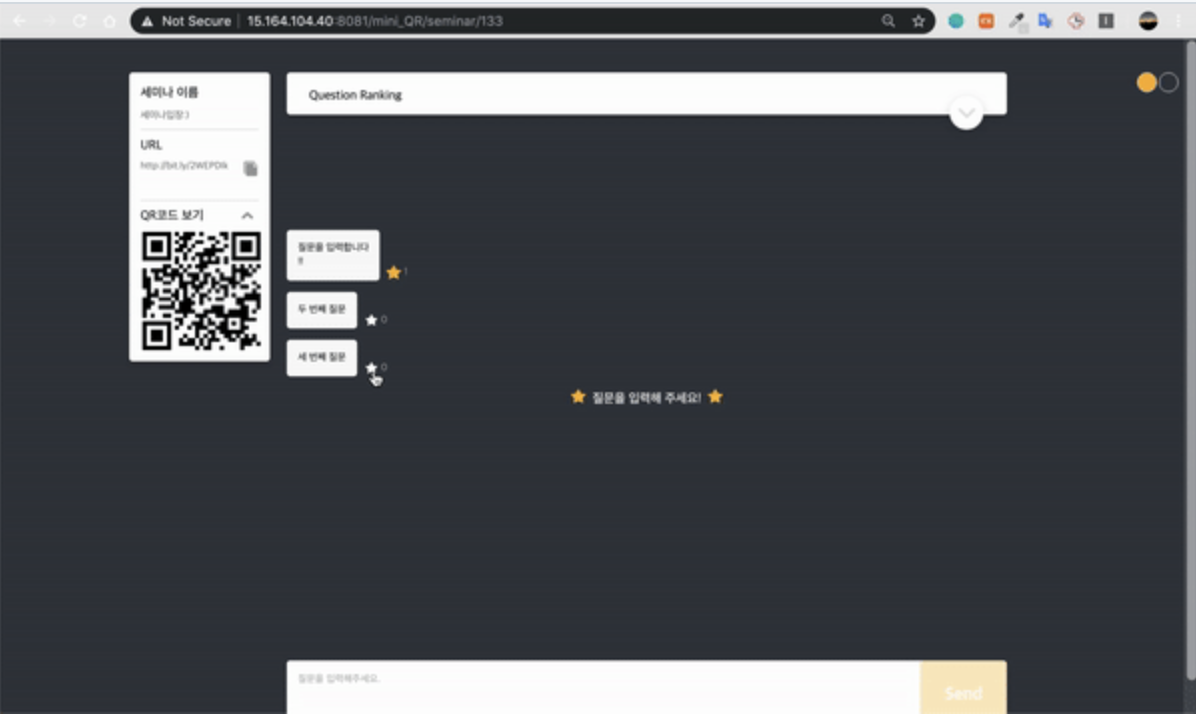 Not Secure | 15.164.104.40:8081/mini_QR/seminar/133
세미나 이름
세미나입장:)
URL
http://bit.ly/2WEPDlk
QR코드 보기
Question Ranking
질문을 입력합니다
!!
1
두 번째 질문
0
세 번째 질문
0
질문을 입력해 주세요!
질문을 입력해주세요.
Send